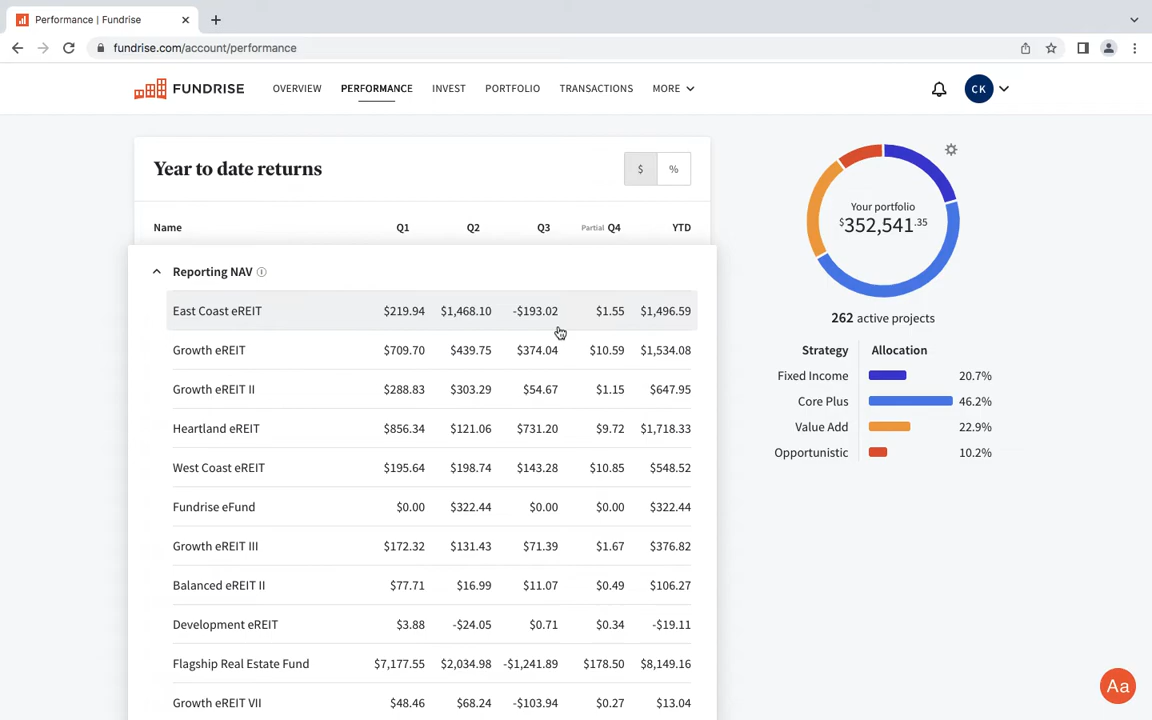 Performance | Fundrise
fundrise.com/account/performance
FUNDRISE OVERVIEW PERFORMANCE INVEST PORTFOLIO TRANSACTIONS MORE CK
Year to date returns $ %
Name Q1 Q2 Q3 Partial Q4 YTD
Reporting NAV
East Coast eREIT $219.94 $1,468.10 -$193.02 $1.55 $1,496.59
Growth eREIT $709.70 $439.75 $374.04 $10.59 $1,534.08
Growth eREIT II $288.83 $303.29 $54.67 $1.15 $647.95
Heartland eREIT $856.34 $121.06 $731.20 $9.72 $1,718.33
West Coast eREIT $195.64 $198.74 $143.28 $10.85 $548.52
Fundrise eFund $0.00 $322.44 $0.00 $0.00 $322.44
Growth eREIT III $172.32 $131.43 $71.39 $1.67 $376.82
Balanced eREIT II $77.71 $16.99 $11.07 $0.49 $106.27
Development eREIT $3.88 -$24.05 $0.71 $0.34 -$19.11
Flagship Real Estate Fund $7,177.55 $2,034.98 -$1,241.89 $178.50 $8,149.16
Growth eREIT VII $48.46 $68.24 -$103.94 $0.27 $13.04
Your portfolio
$352,541.35
262 active projects
Strategy Allocation
Fixed Income 20.7%
Core Plus 46.2%
Value Add 22.9%
Opportunistic 10.2%
Aa